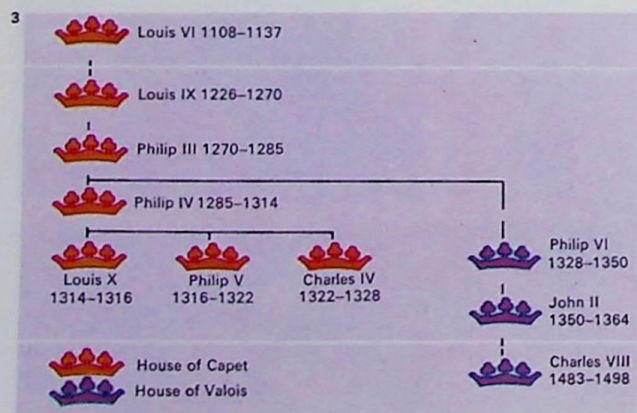 3
Louis VI 1108–1137
Louis IX 1226–1270
Philip III 1270–1285
Philip IV 1285–1314
Louis X
1314–1316
Philip V
1316–1322
Charles IV
1322–1328
Philip VI
1328–1350
John II
1350–1364
Charles VIII
1483–1498
House of Capet
House of Valois